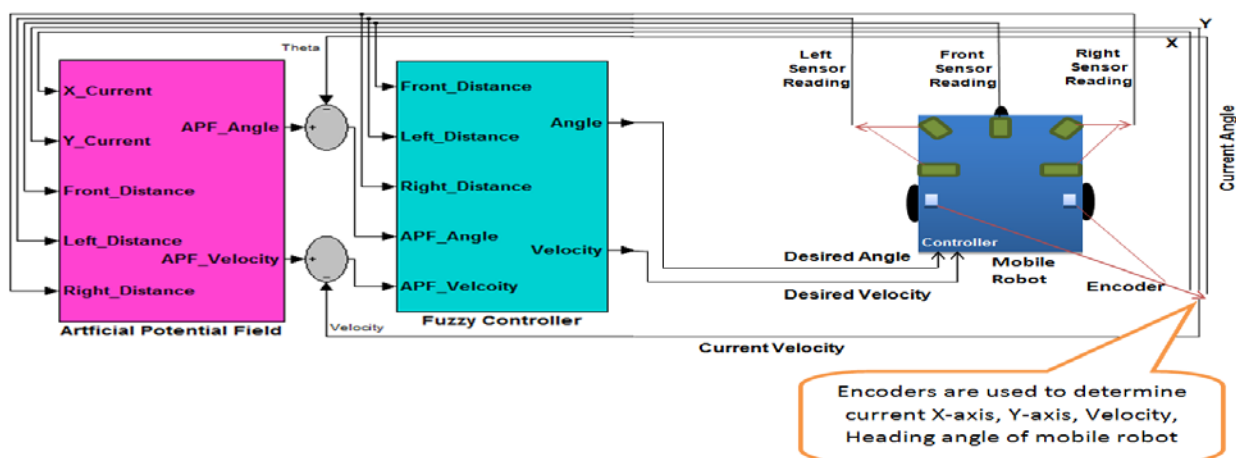 Y
X
Theta
Left
Sensor
Reading
Front
Sensor
Reading
Right
Sensor
Reading
X_Current
Y_Current
Front_Distance
Left_Distance
Right_Distance
APF_Angle
APF_Velocity
+
−
+
−
Artficial Potential Field
Front_Distance
Left_Distance
Right_Distance
APF_Angle
APF_Velcoity
Angle
Velocity
Fuzzy Controller
Velocity
Desired Angle
Desired Velocity
Controller
Mobile
Robot
Encoder
Current Angle
Current Velocity
Encoders are used to determine
current X-axis, Y-axis, Velocity,
Heading angle of mobile robot